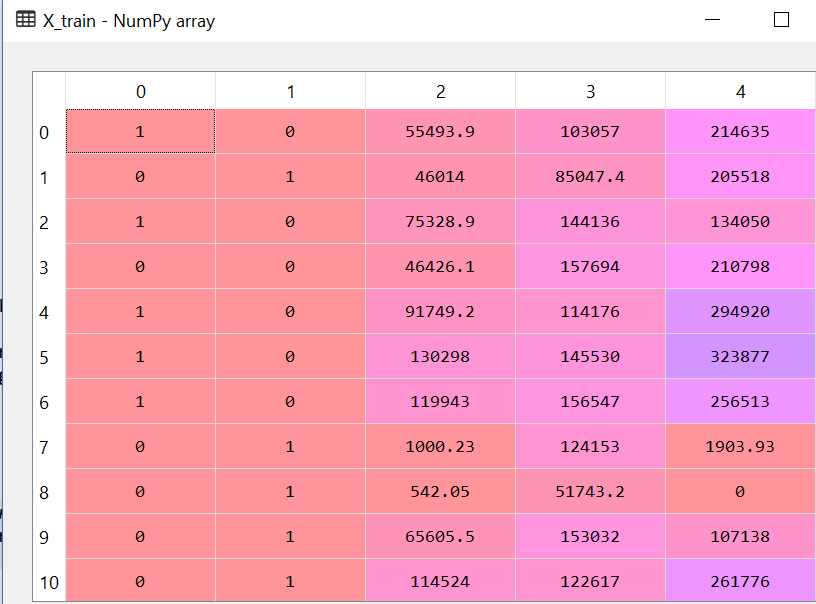 X_train - NumPy array
0 1 2 3 4
0 1 0 55493.9 103057 214635
1 0 1 46014 85047.4 205518
2 1 0 75328.9 144136 134050
3 0 0 46426.1 157694 210798
4 1 0 91749.2 114176 294920
5 1 0 130298 145530 323877
6 1 0 119943 156547 256513
7 0 1 1000.23 124153 1903.93
8 0 1 542.05 51743.2 0
9 0 1 65605.5 153032 107138
10 0 1 114524 122617 261776